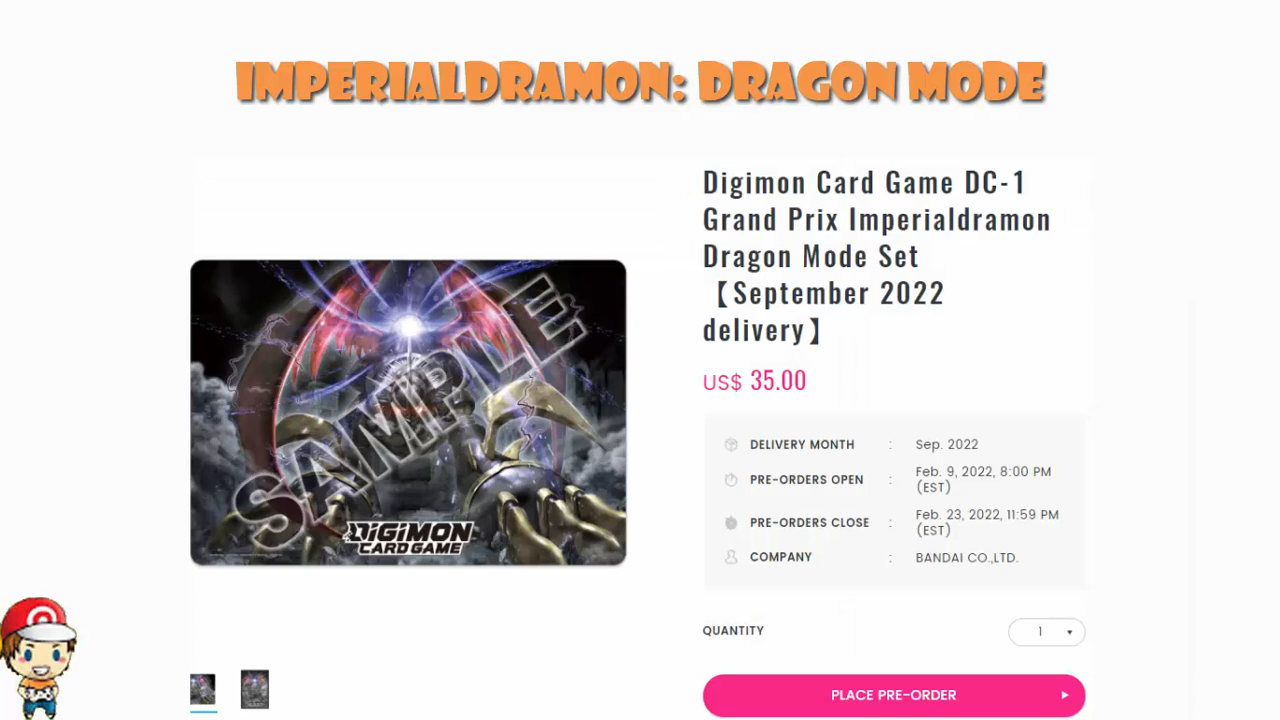 IMPERIALDRAMON: DRAGON MODE
SAMPLE
DIGIMON
CARD GAME
Digimon Card Game DC-1
Grand Prix Imperialdramon
Dragon Mode Set
【September 2022
delivery】
US$ 35.00
DELIVERY MONTH : Sep. 2022
PRE-ORDERS OPEN : Feb. 9, 2022, 8:00 PM
(EST)
PRE-ORDERS CLOSE : Feb. 23, 2022, 11:59 PM
(EST)
COMPANY : BANDAI CO.,LTD.
QUANTITY 1
PLACE PRE-ORDER